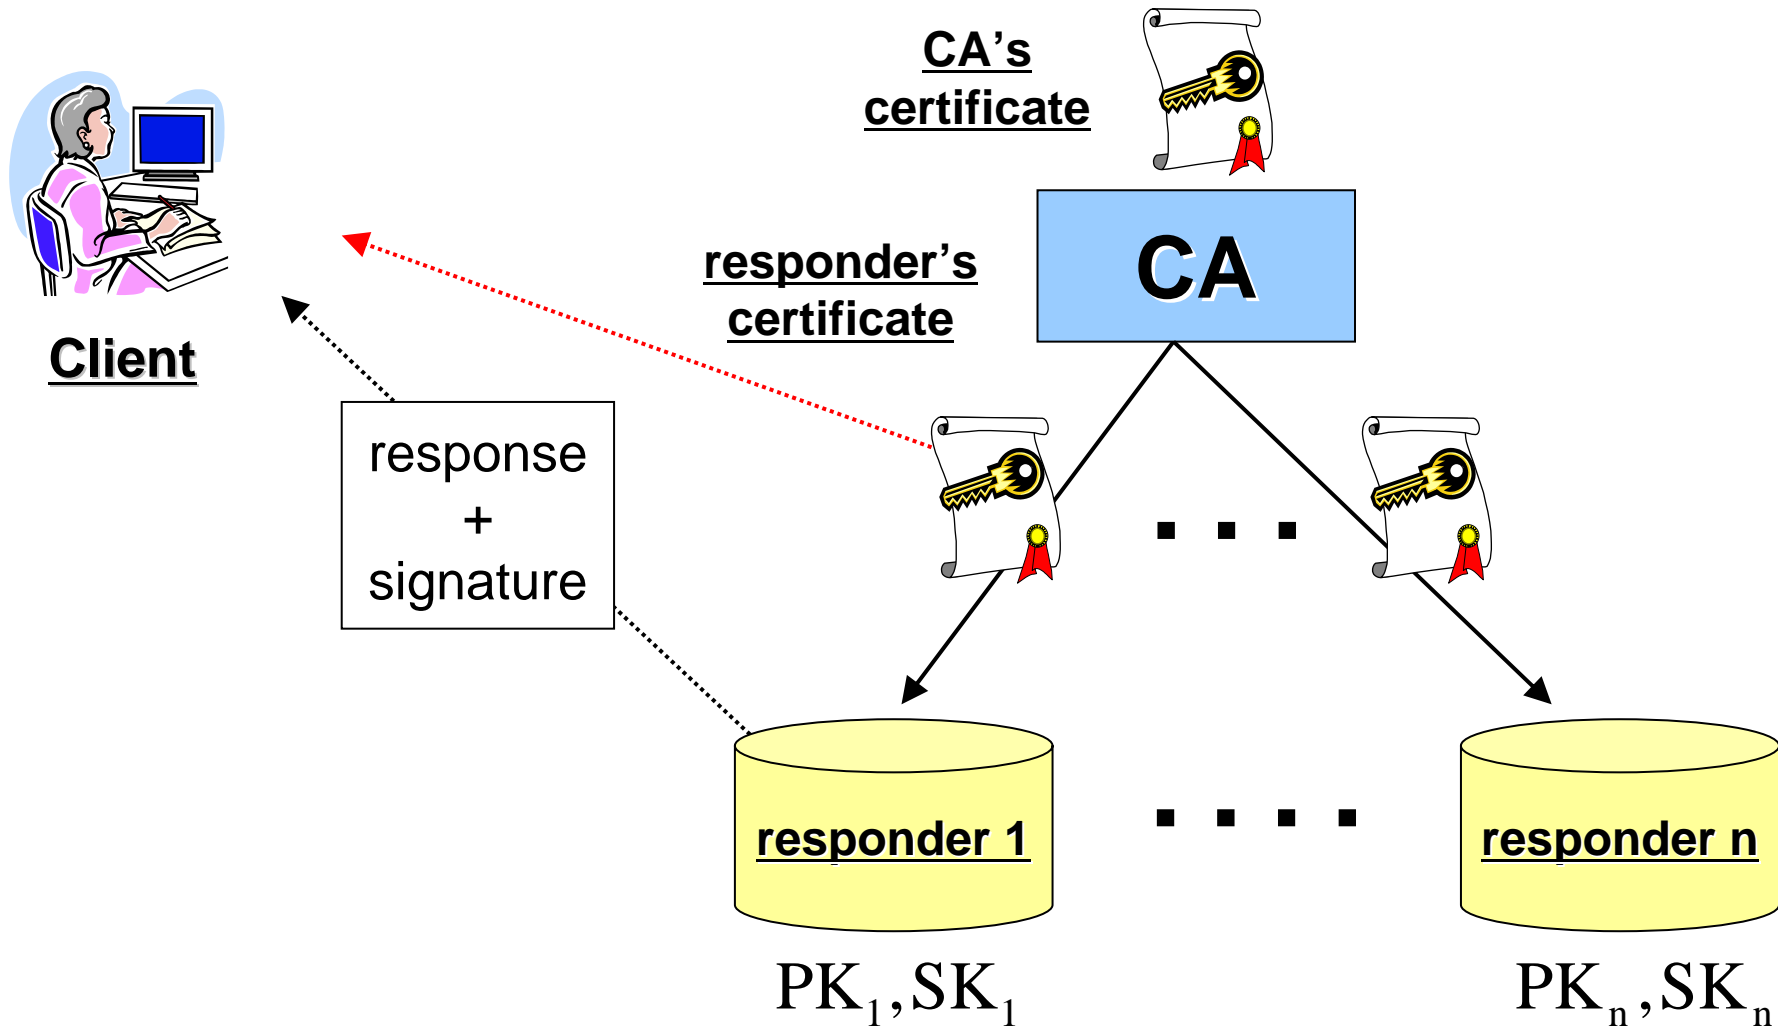 CA's
certificate
CA
responder's
certificate
Client
response
+
signature
responder 1
responder n
PK₁,SK₁
PKₙ,SKₙ